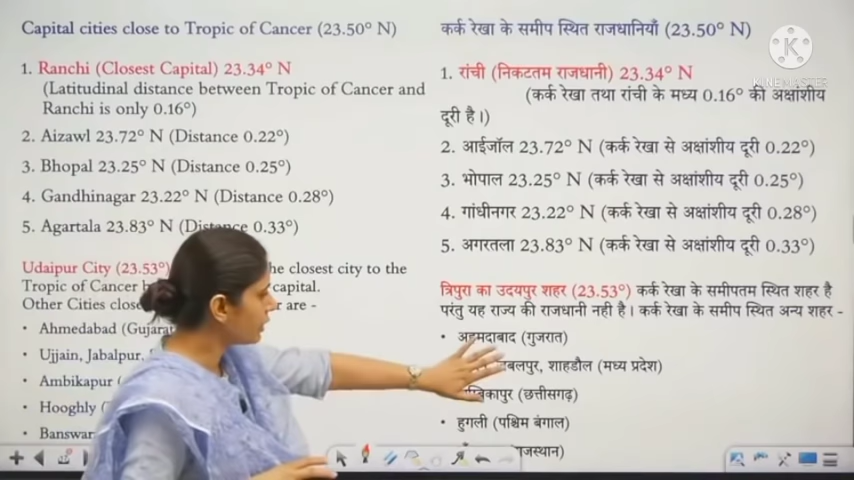 Capital cities close to Tropic of Cancer (23.50° N)
1. Ranchi (Closest Capital) 23.34° N
(Latitudinal distance between Tropic of Cancer and
Ranchi is only 0.16°)
2. Aizawl 23.72° N (Distance 0.22°)
3. Bhopal 23.25° N (Distance 0.25°)
4. Gandhinagar 23.22° N (Distance 0.28°)
5. Agartala 23.83° N (Distance 0.33°)
Udaipur City (23.53°) he closest city to the
Tropic of Cancer capital.
Other Cities close are -
• Ahmedabad (Gujarat
• Ujjain, Jabalpur,
• Ambikapur
• Hooghly
• Banswar
कर्क रेखा के समीप स्थित राजधानियाँ (23.50° N)
1. रांची (निकटतम राजधानी) 23.34° N
(कर्क रेखा तथा रांची के मध्य 0.16° की अक्षांशीय
दूरी है।)
2. आईजॉल 23.72° N (कर्क रेखा से अक्षांशीय दूरी 0.22°)
3. भोपाल 23.25° N (कर्क रेखा से अक्षांशीय दूरी 0.25°)
4. गांधीनगर 23.22° N (कर्क रेखा से अक्षांशीय दूरी 0.28°)
5. अगरतला 23.83° N (कर्क रेखा से अक्षांशीय दूरी 0.33°)
त्रिपुरा का उदयपुर शहर (23.53°) कर्क रेखा के समीपतम स्थित शहर है
परंतु यह राज्य की राजधानी नही है। कर्क रेखा के समीप स्थित अन्य शहर -
• अहमदाबाद (गुजरात)
बलपुर, शाहडौल (मध्य प्रदेश)
म्बिकापुर (छत्तीसगढ़)
• हुगली (पश्चिम बंगाल)
ाजस्थान)
K
KINEMASTER